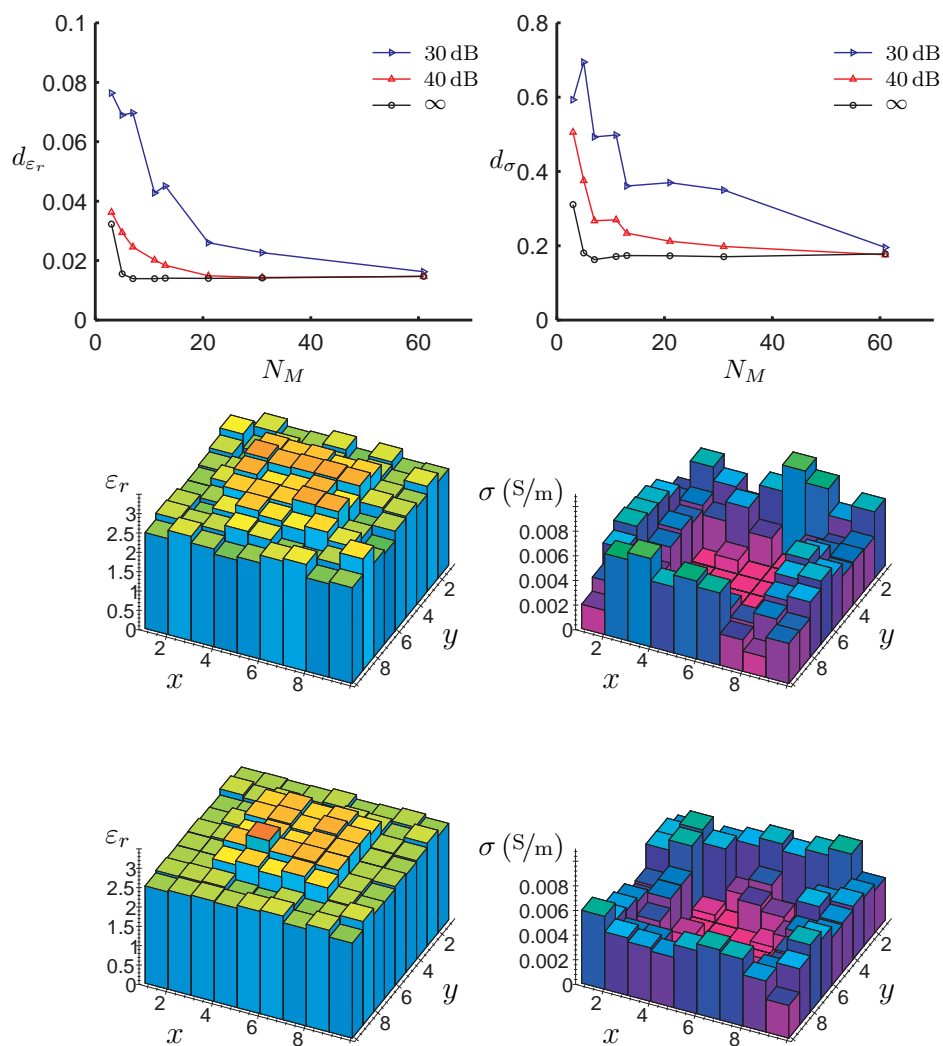 0.1
0.08
0.06
0.04
0.02
0
d_{ε_r}
0 20 40 60
N_M
30 dB
40 dB
∞
0.8
0.6
0.4
0.2
0
d_σ
0 20 40 60
N_M
30 dB
40 dB
∞
ε_r
3
2.5
2
1.5
1
0.5
0
2 4 6 8
x
8 6 4 2
y
σ (S/m)
0.008
0.006
0.004
0.002
0
2 4 6 8
x
8 6 4 2
y
ε_r
3
2.5
2
1.5
1
0.5
0
2 4 6 8
x
8 6 4 2
y
σ (S/m)
0.008
0.006
0.004
0.002
0
2 4 6 8
x
8 6 4 2
y